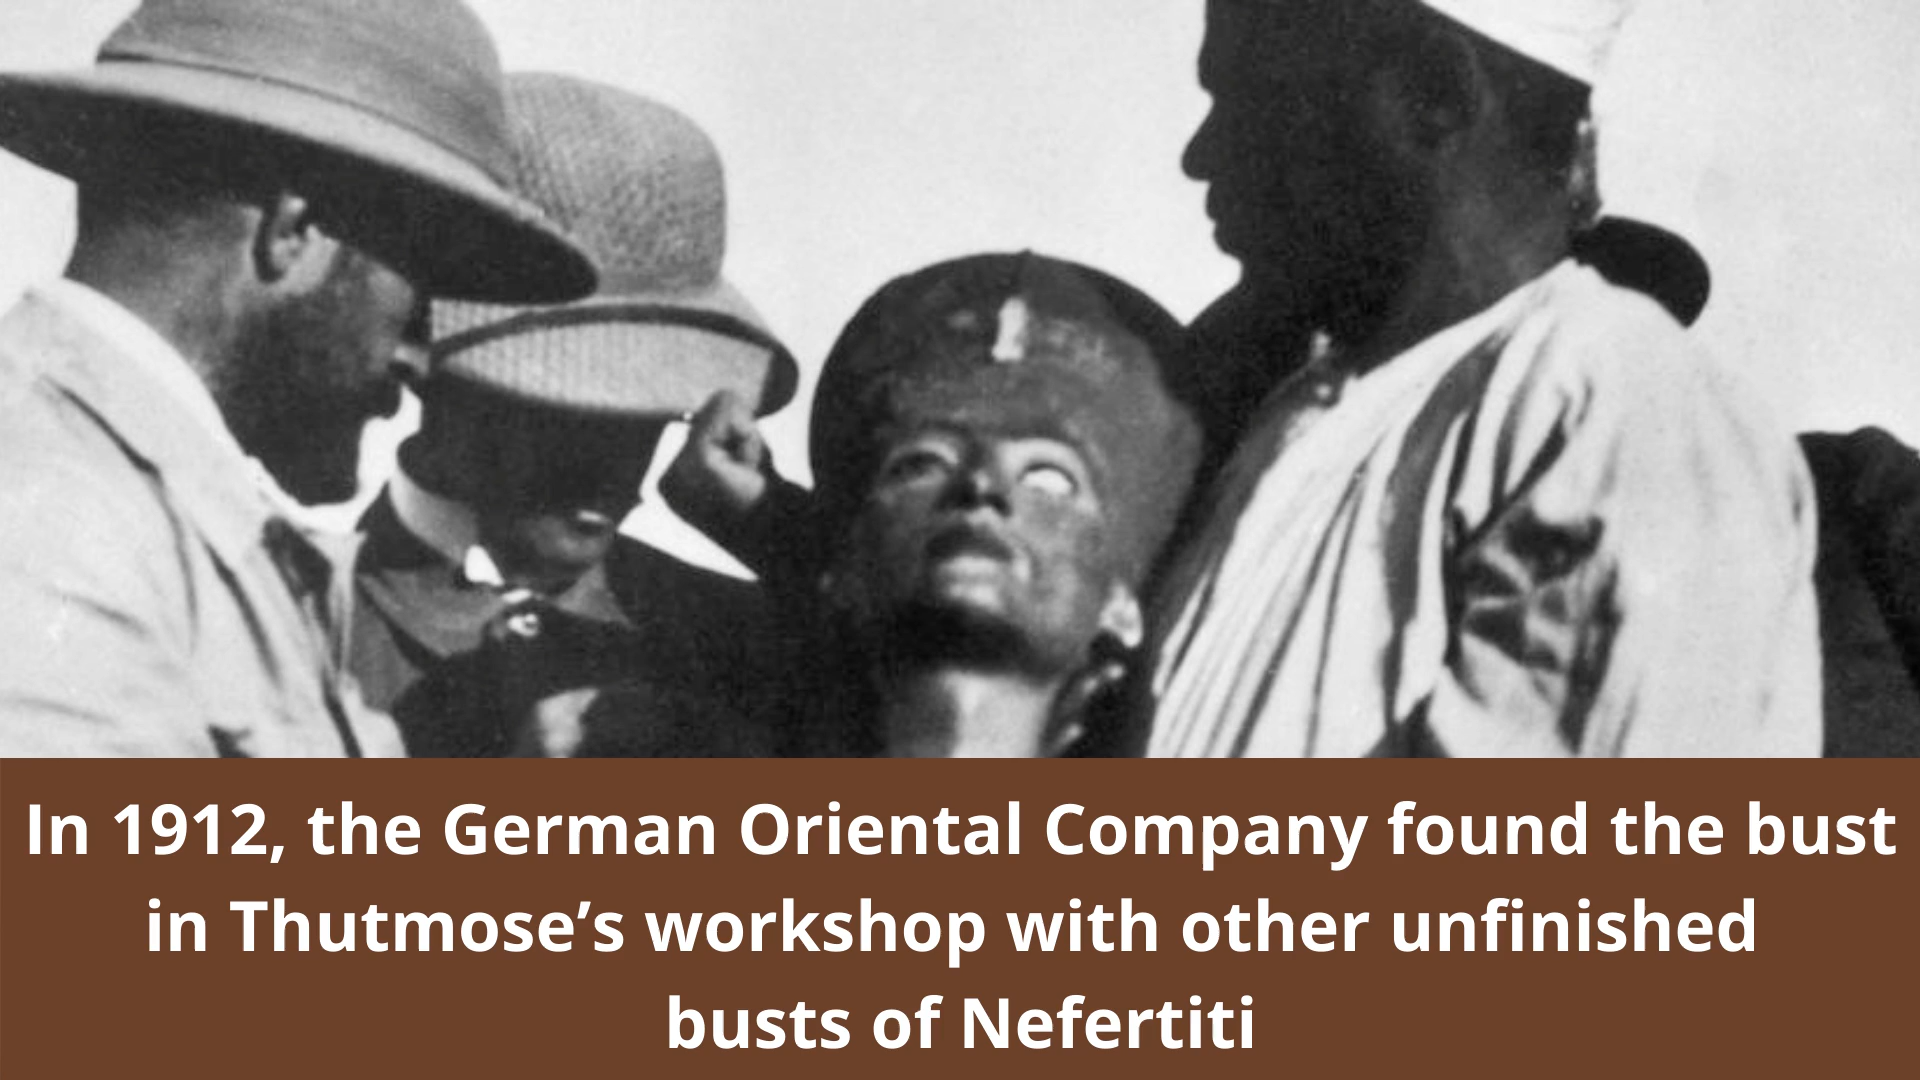 In 1912, the German Oriental Company found the bust
in Thutmose’s workshop with other unfinished
busts of Nefertiti